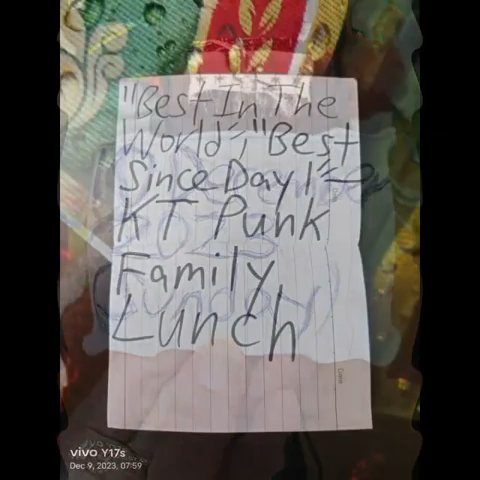 "Best In The
World", "Best
Since Day 1"
KT Punk
Family
Lunch
Date
vivo Y17s
Dec 9, 2023, 07:59